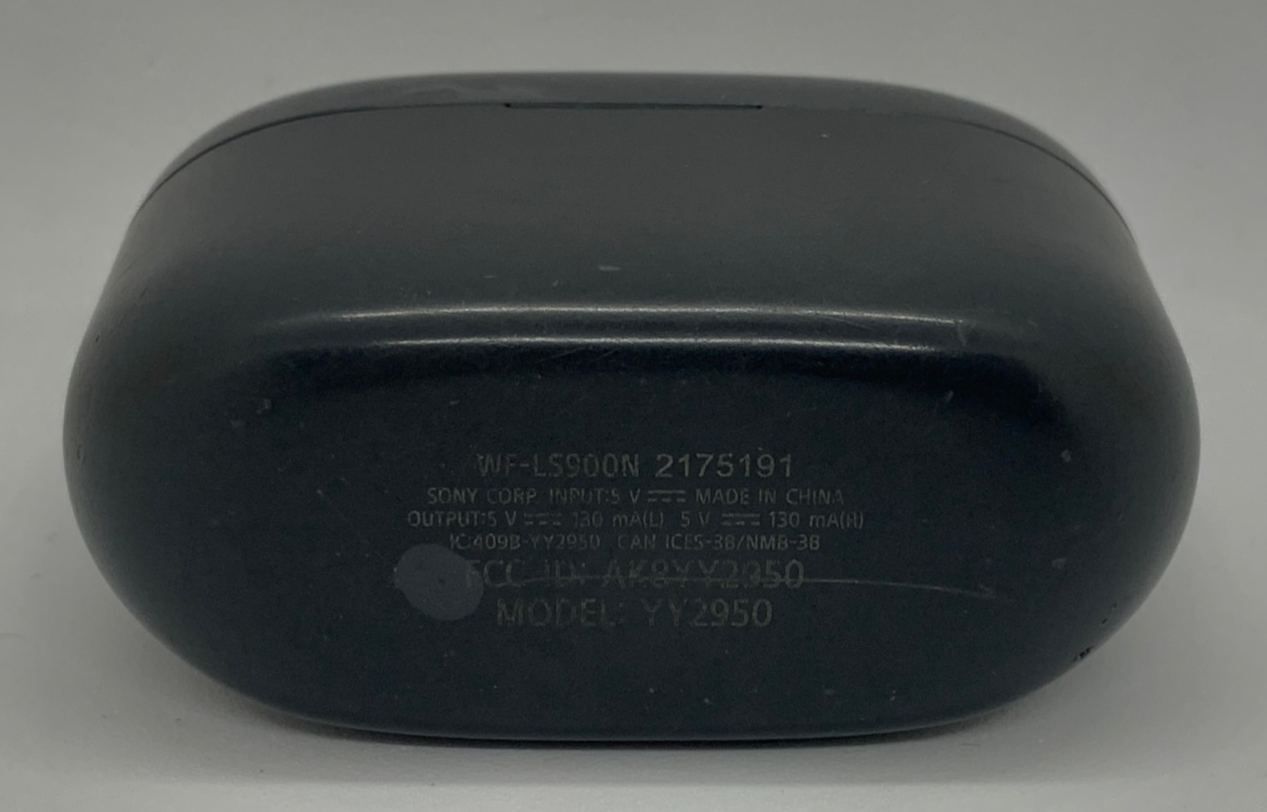 WF-LS900N 2175191
SONY CORP. INPUT:5 V ⎓ MADE IN CHINA
OUTPUT:5 V ⎓ 130 mA(L) 5 V ⎓ 130 mA(R)
IC:409B-YY2950 CAN ICES-3B/NMB-3B
FCC ID: AK8YY2950
MODEL: YY2950